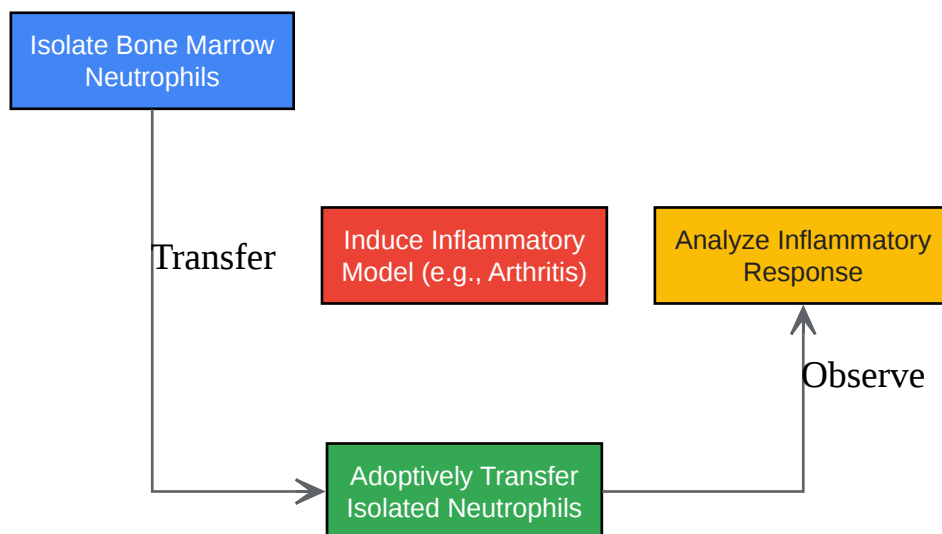 Isolate Bone Marrow
Neutrophils
Transfer
Induce Inflammatory
Model (e.g., Arthritis)
Analyze Inflammatory
Response
Observe
Adoptively Transfer
Isolated Neutrophils